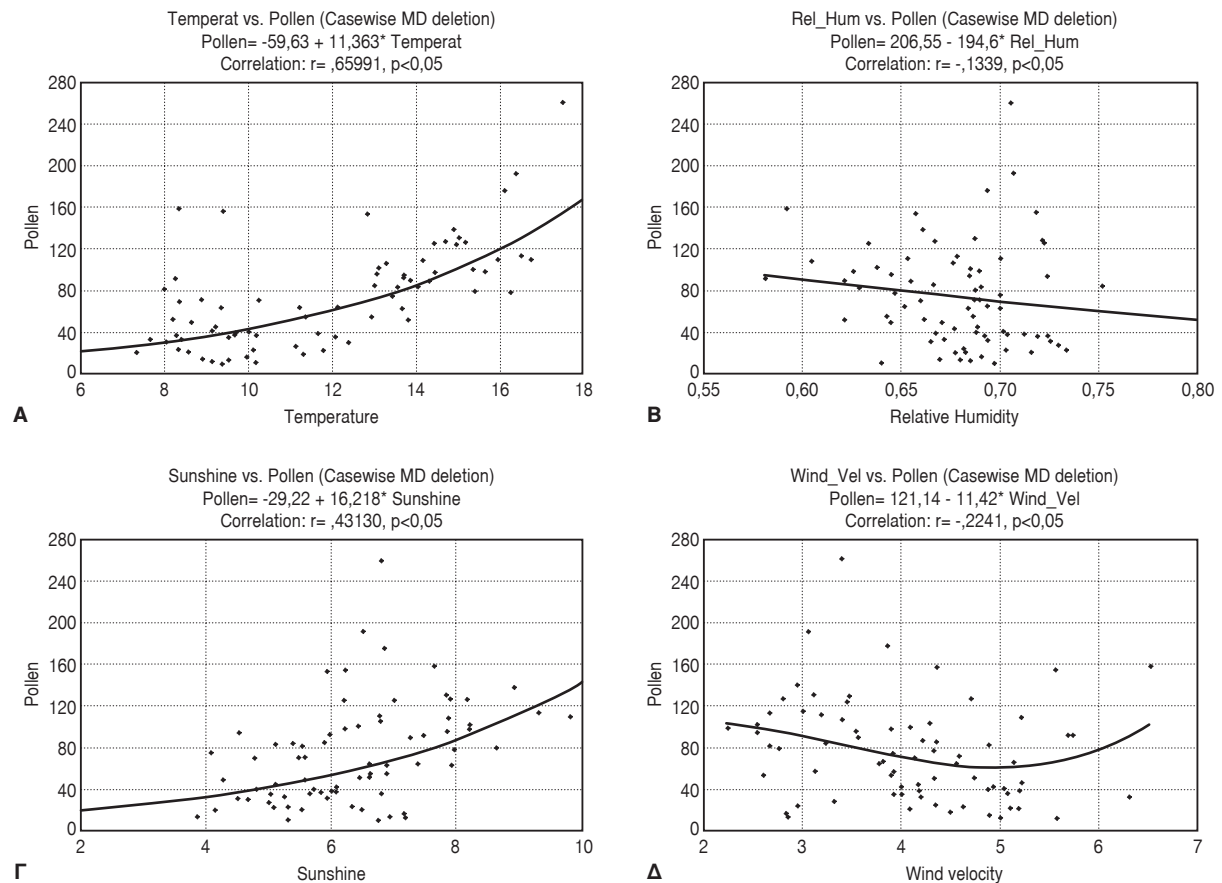 Temperat vs. Pollen (Casewise MD deletion)
Pollen= -59,63 + 11,363* Temperat
Correlation: r= ,65991, p<0,05
280
240
200
160
120
80
40
0
Pollen
6
8
10
12
14
16
18
Temperature
Α
Rel_Hum vs. Pollen (Casewise MD deletion)
Pollen= 206,55 - 194,6* Rel_Hum
Correlation: r= -,1339, p<0,05
280
240
200
160
120
80
40
0
Pollen
0,55
0,60
0,65
0,70
0,75
0,80
Relative Humidity
Β
Sunshine vs. Pollen (Casewise MD deletion)
Pollen= -29,22 + 16,218* Sunshine
Correlation: r= ,43130, p<0,05
280
240
200
160
120
80
40
0
Pollen
2
4
6
8
10
Sunshine
Γ
Wind_Vel vs. Pollen (Casewise MD deletion)
Pollen= 121,14 - 11,42* Wind_Vel
Correlation: r= -,2241, p<0,05
280
240
200
160
120
80
40
0
Pollen
2
3
4
5
6
7
Wind velocity
Δ